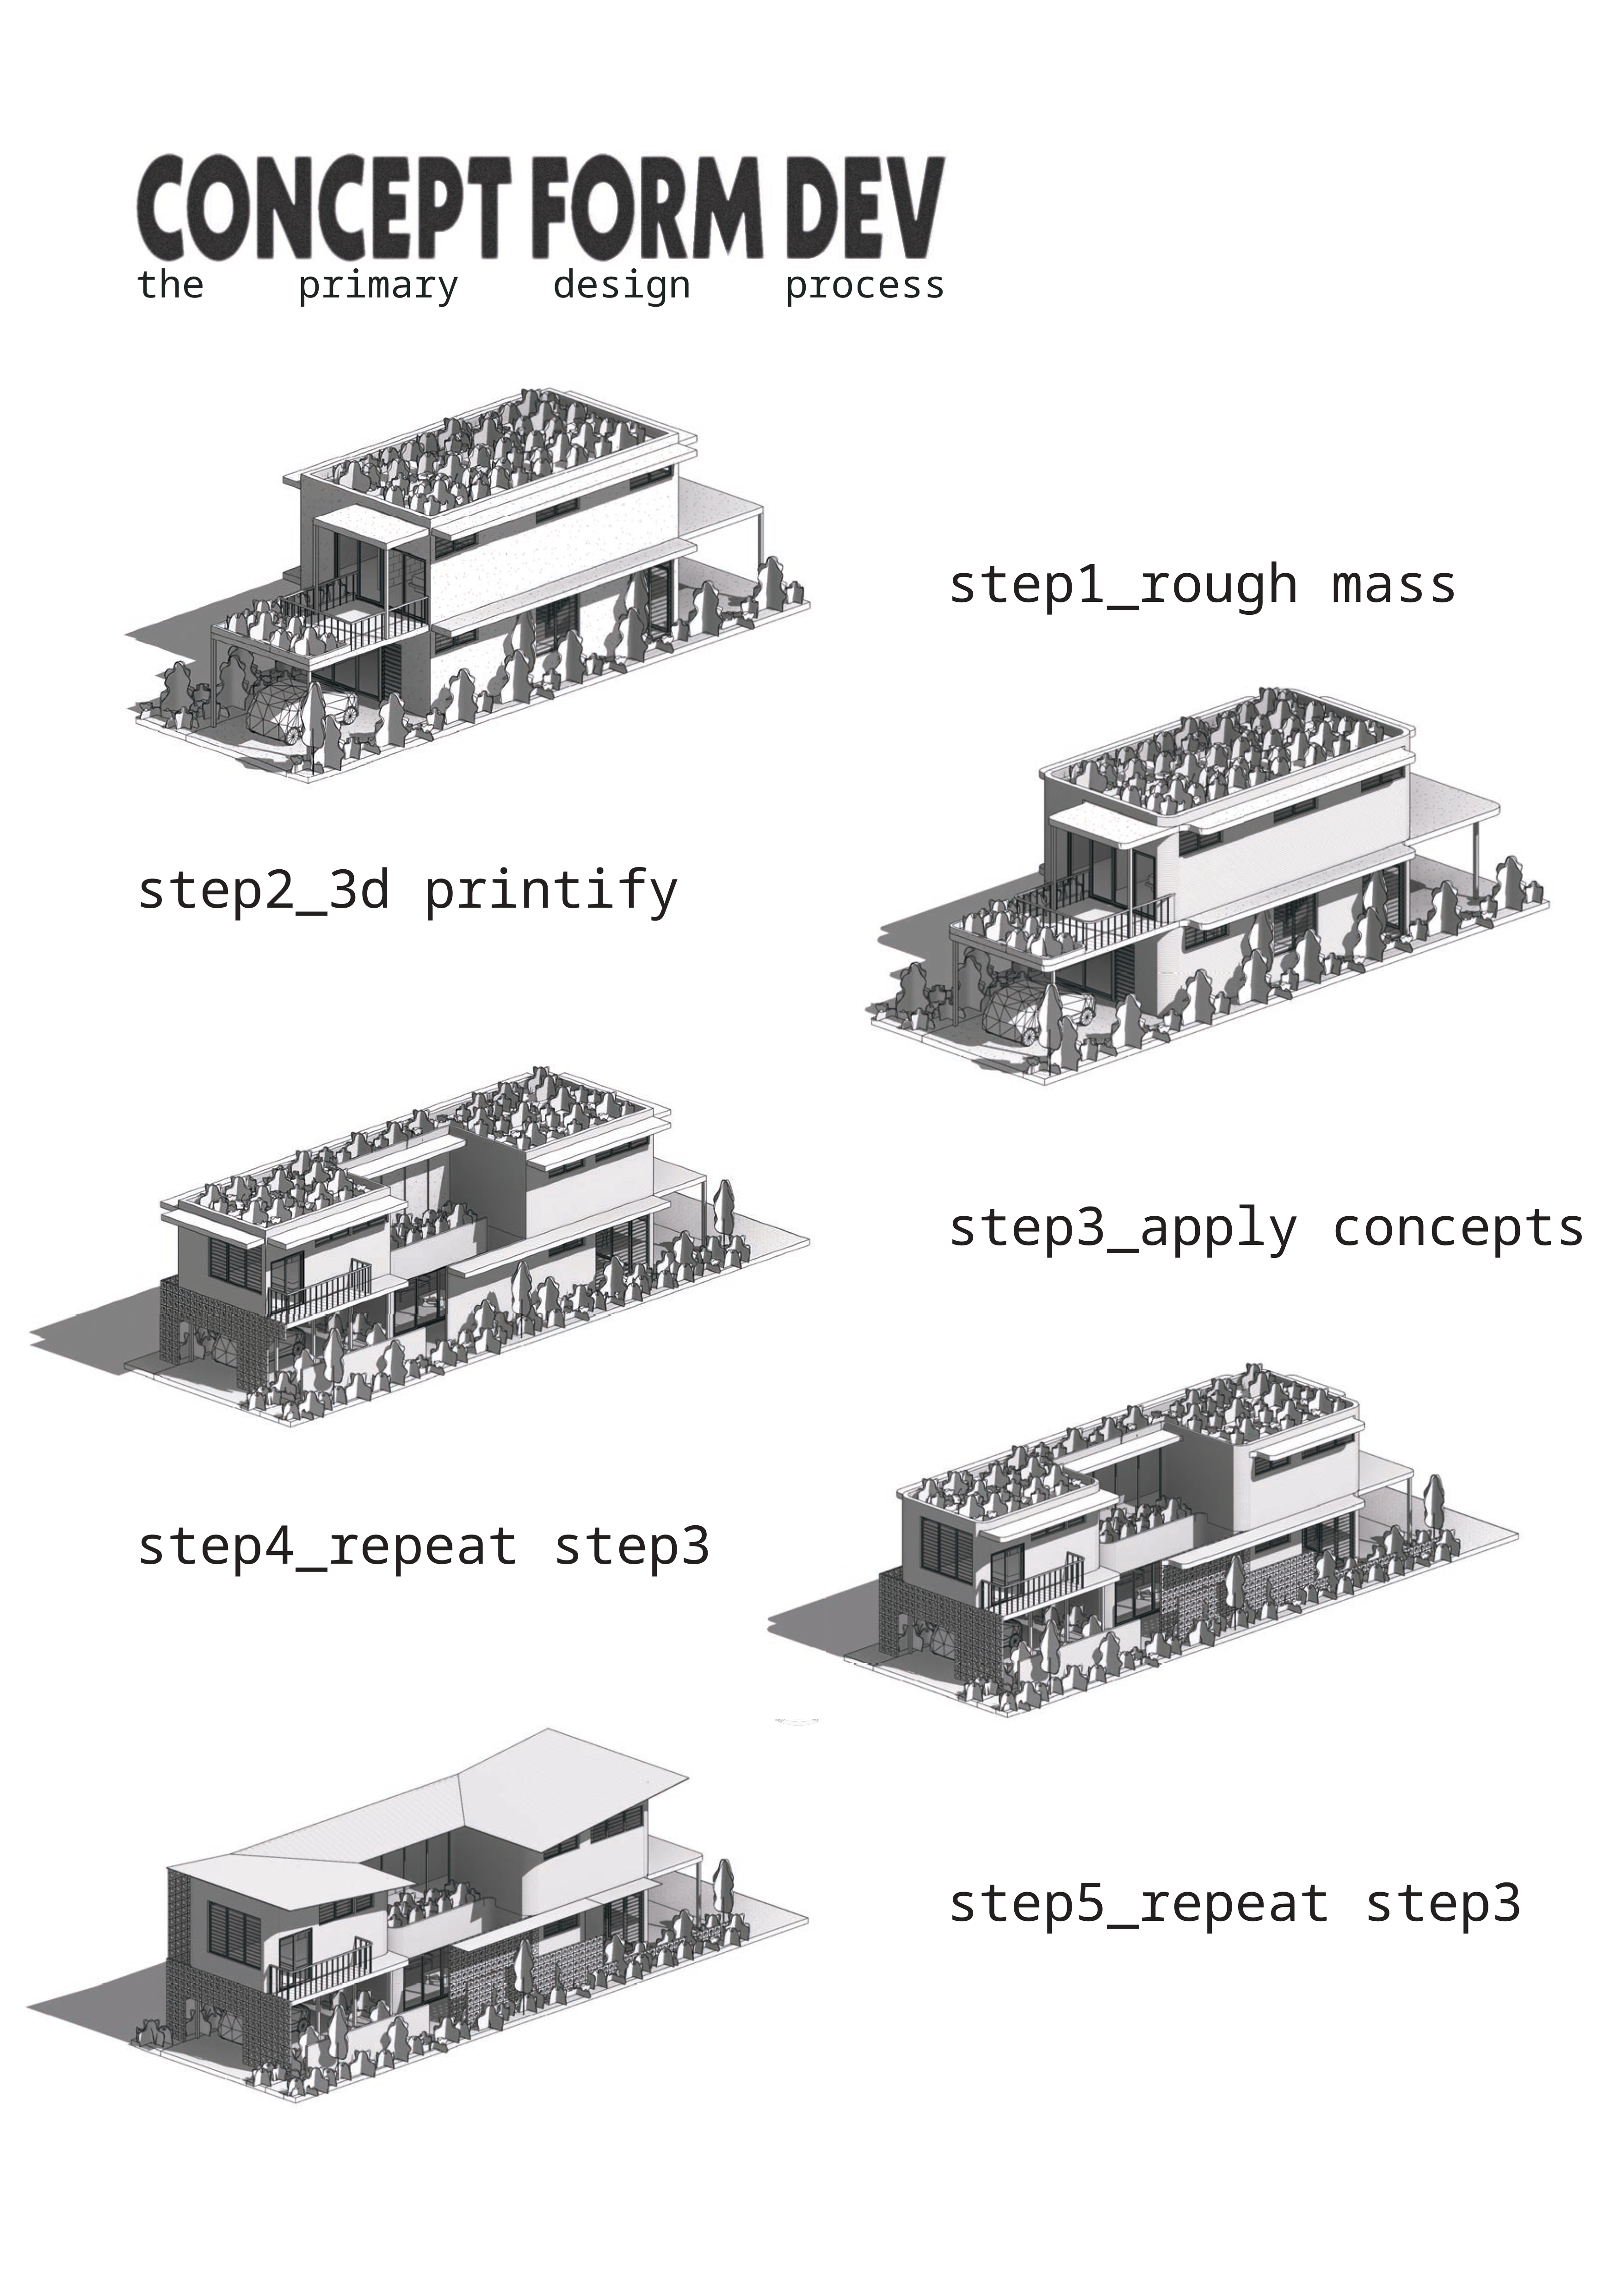 CONCEPT FORM DEV
the primary design process
step1_rough mass
step2_3d printify
step3_apply concepts
step4_repeat step3
step5_repeat step3